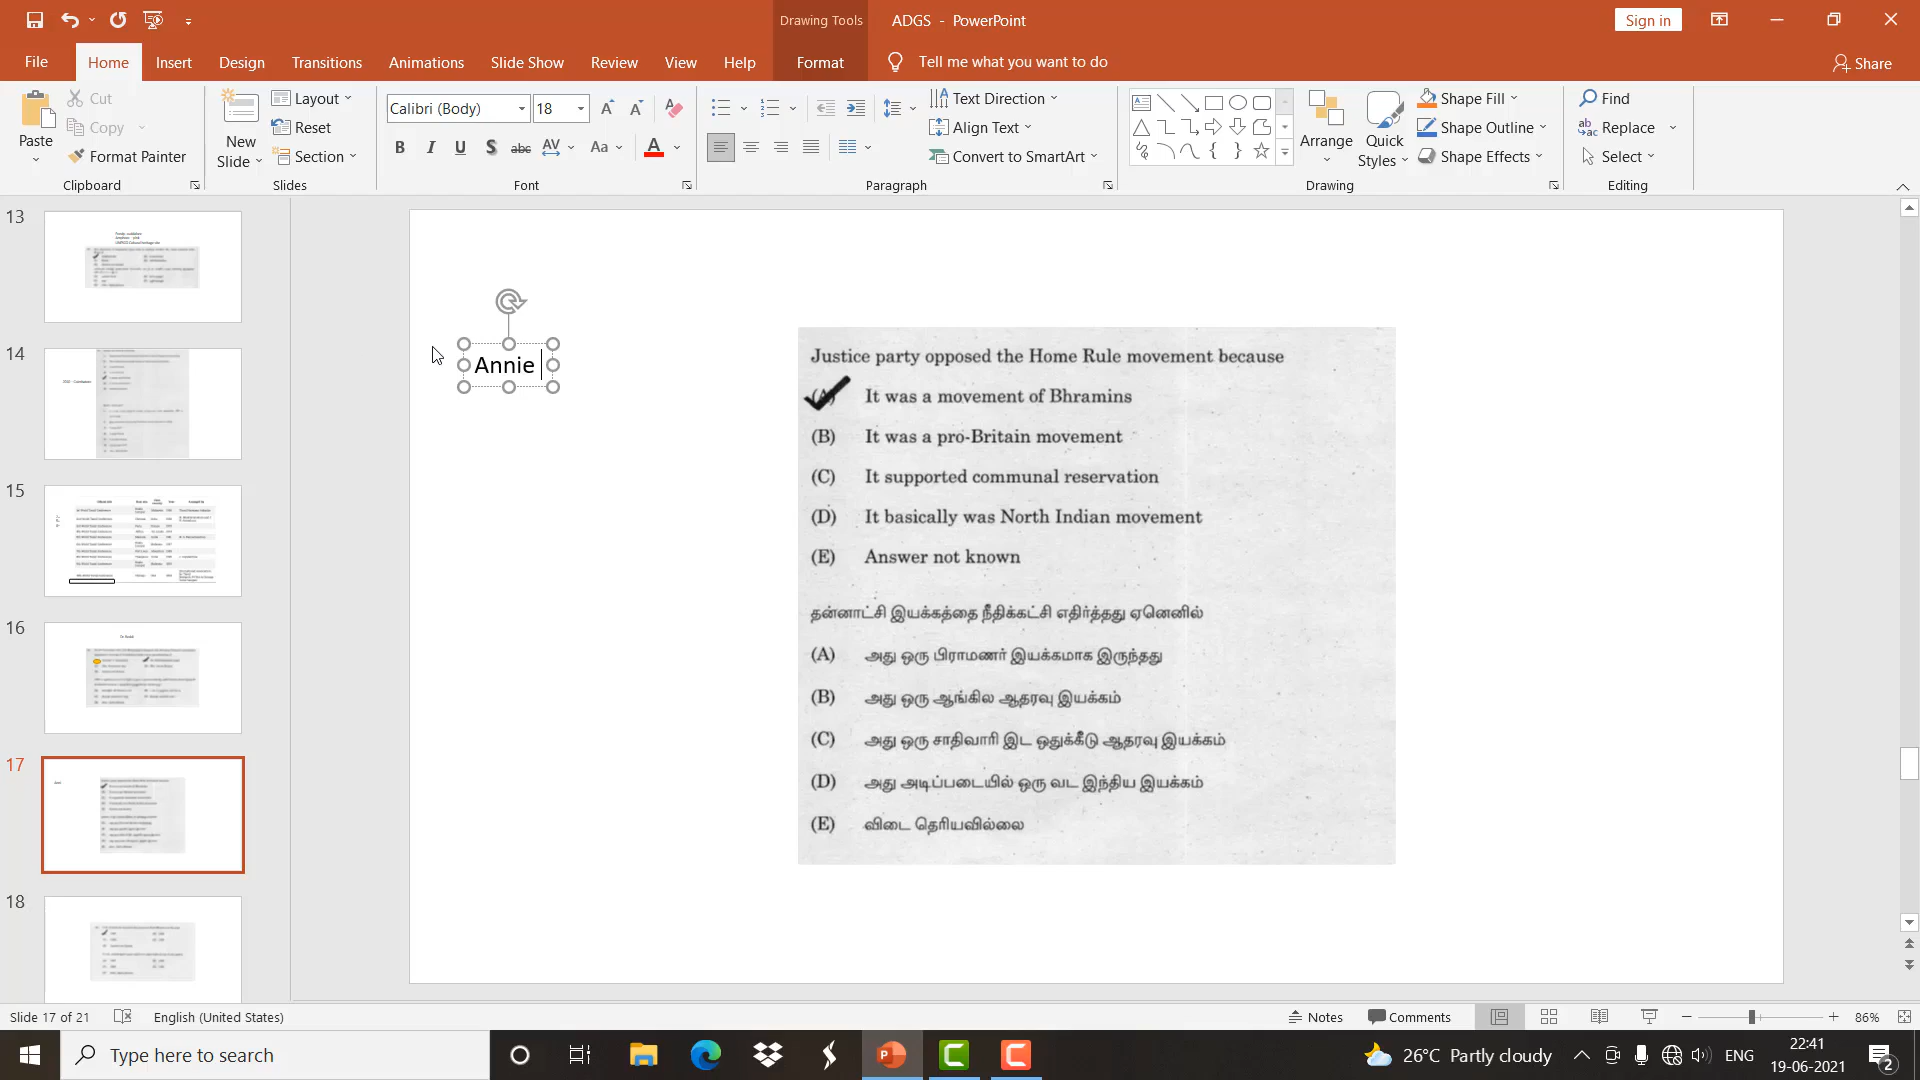 Drawing Tools
ADGS - PowerPoint
Sign in
File
Home
Insert
Design
Transitions
Animations
Slide Show
Review
View
Help
Format
Tell me what you want to do
Share
Paste
Cut
Copy
Format Painter
Clipboard
New
Slide
Layout
Reset
Section
Slides
Calibri (Body)
18
Font
Text Direction
Align Text
Convert to SmartArt
Paragraph
Arrange
Quick
Styles
Shape Fill
Shape Outline
Shape Effects
Drawing
Find
Replace
Select
Editing
13
14
15
16
17
18
Annie
Justice party opposed the Home Rule movement because
(A) It was a movement of Bhramins
(B) It was a pro-Britain movement
(C) It supported communal reservation
(D) It basically was North Indian movement
(E) Answer not known
தன்னாட்சி இயக்கத்தை நீதிக்கட்சி எதிர்த்தது ஏனெனில்
(A) அது ஒரு பிராமணர் இயக்கமாக இருந்தது
(B) அது ஒரு ஆங்கில ஆதரவு இயக்கம்
(C) அது ஒரு சாதிவாரி இட ஒதுக்கீடு ஆதரவு இயக்கம்
(D) அது அடிப்படையில் ஒரு வட இந்திய இயக்கம்
(E) விடை தெரியவில்லை
Slide 17 of 21
English (United States)
Notes
Comments
86%
Type here to search
26°C Partly cloudy
ENG
22:41
19-06-2021
2